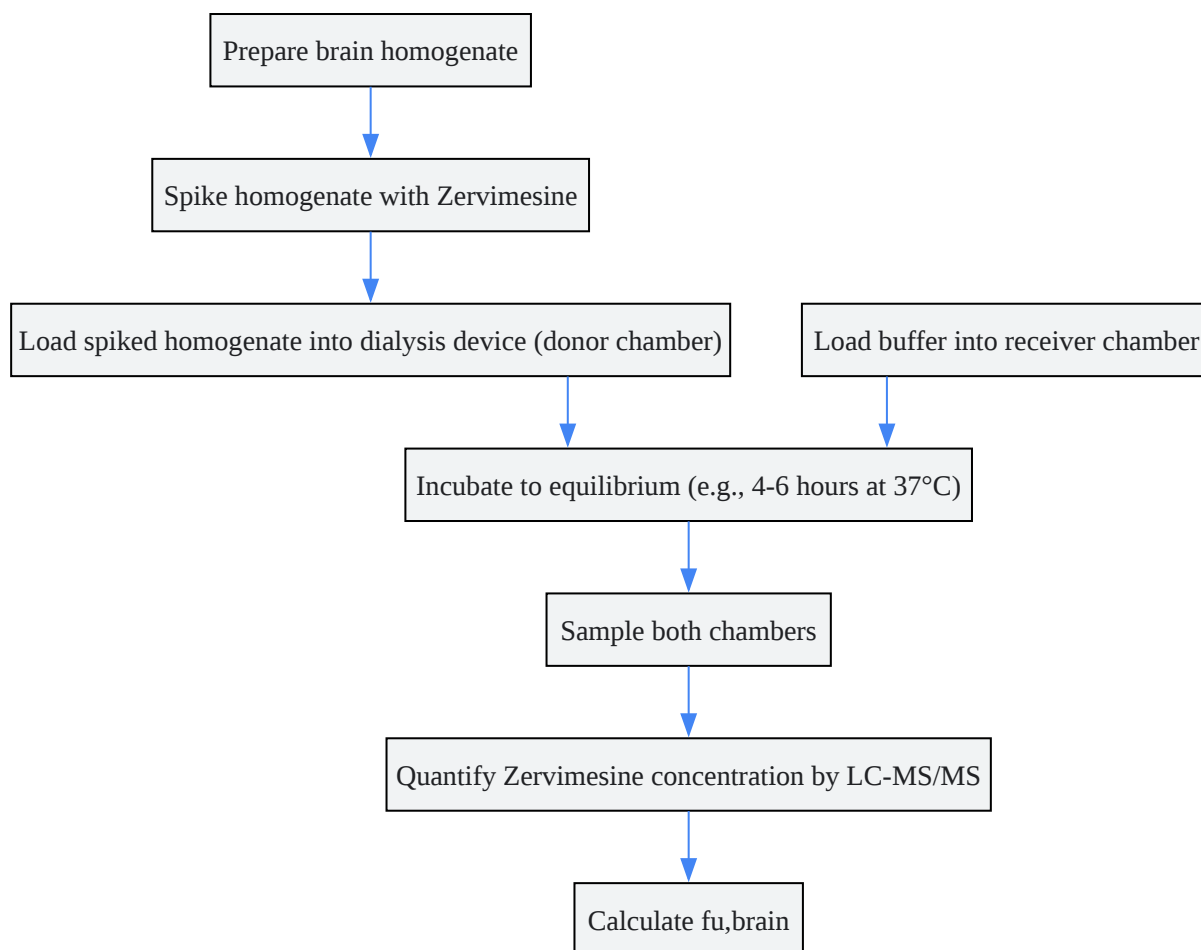 Prepare brain homogenate
Spike homogenate with Zervimesine
Load spiked homogenate into dialysis device (donor chamber)
Load buffer into receiver chamber
Incubate to equilibrium (e.g., 4-6 hours at 37°C)
Sample both chambers
Quantify Zervimesine concentration by LC-MS/MS
Calculate fu,brain